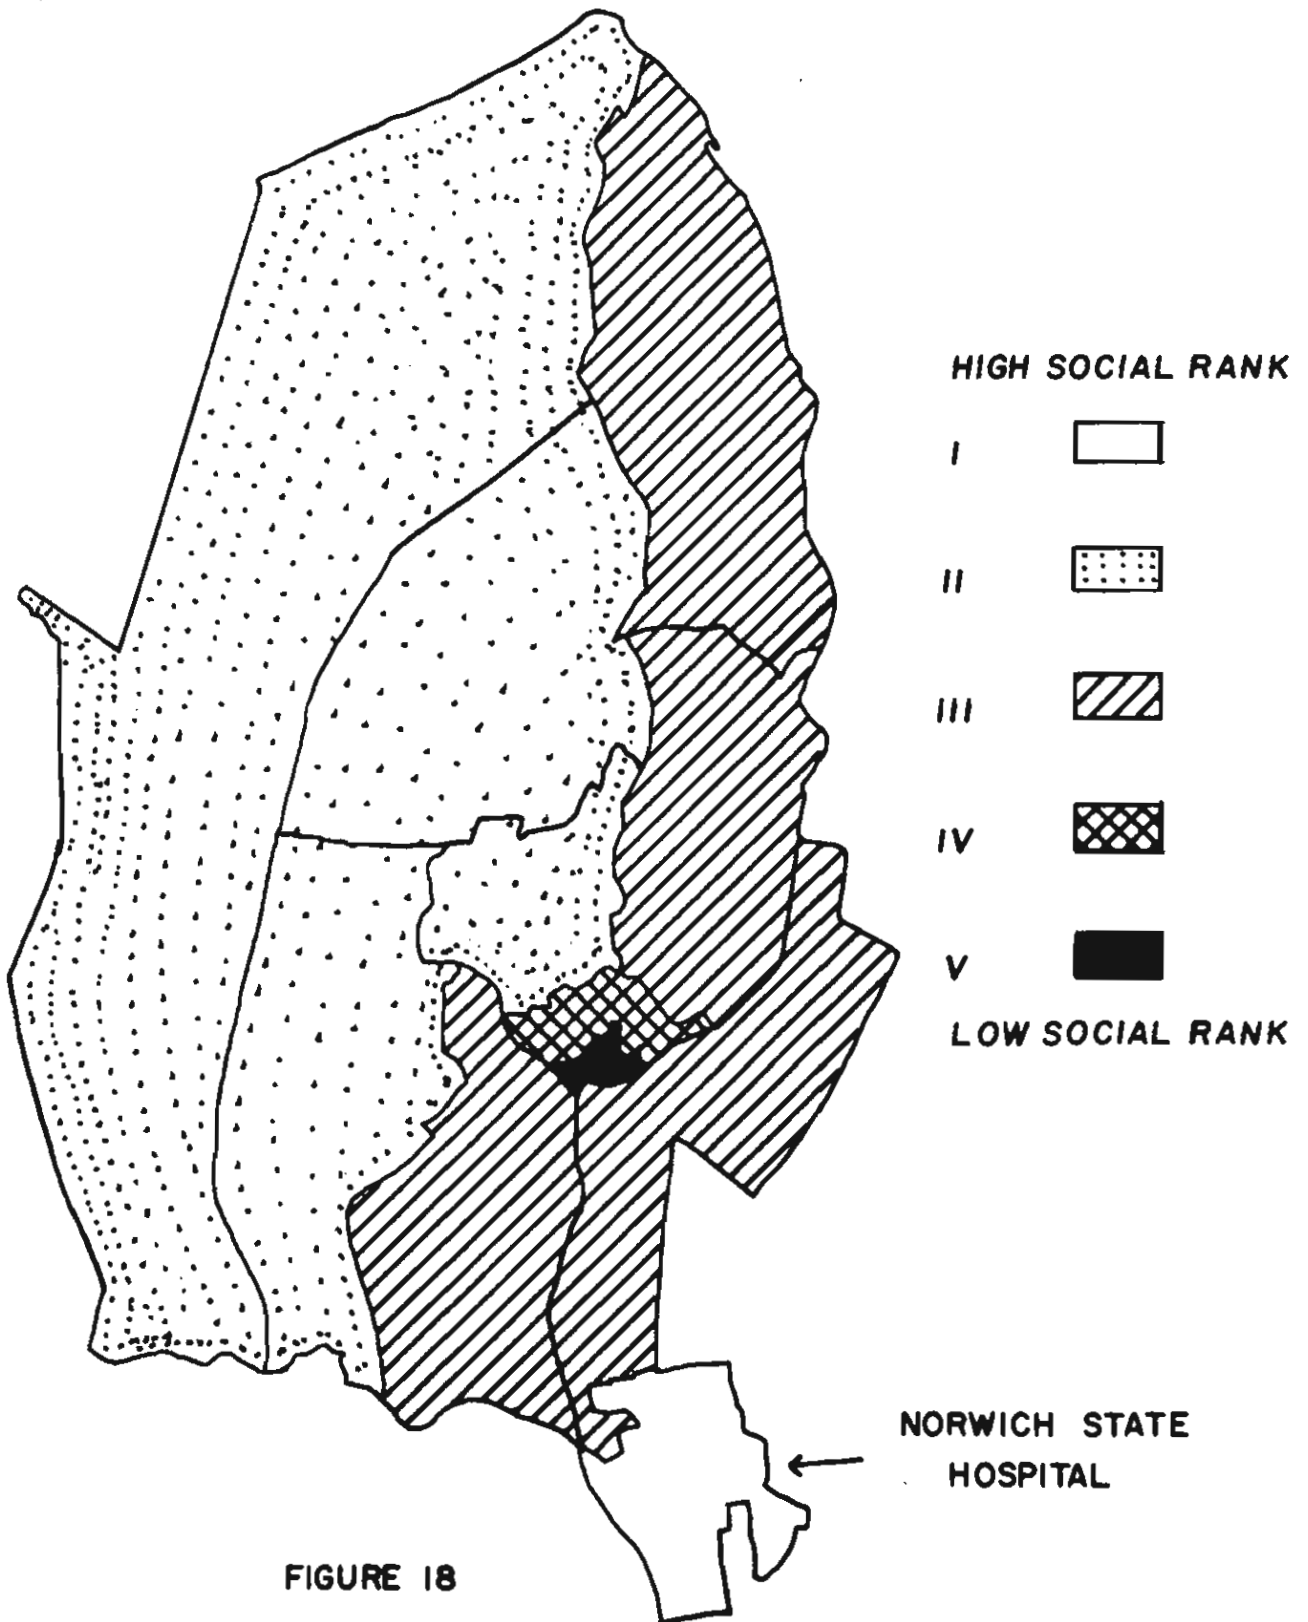 HIGH SOCIAL RANK
I
II
III
IV
V
LOW SOCIAL RANK
NORWICH STATE
HOSPITAL
FIGURE 18